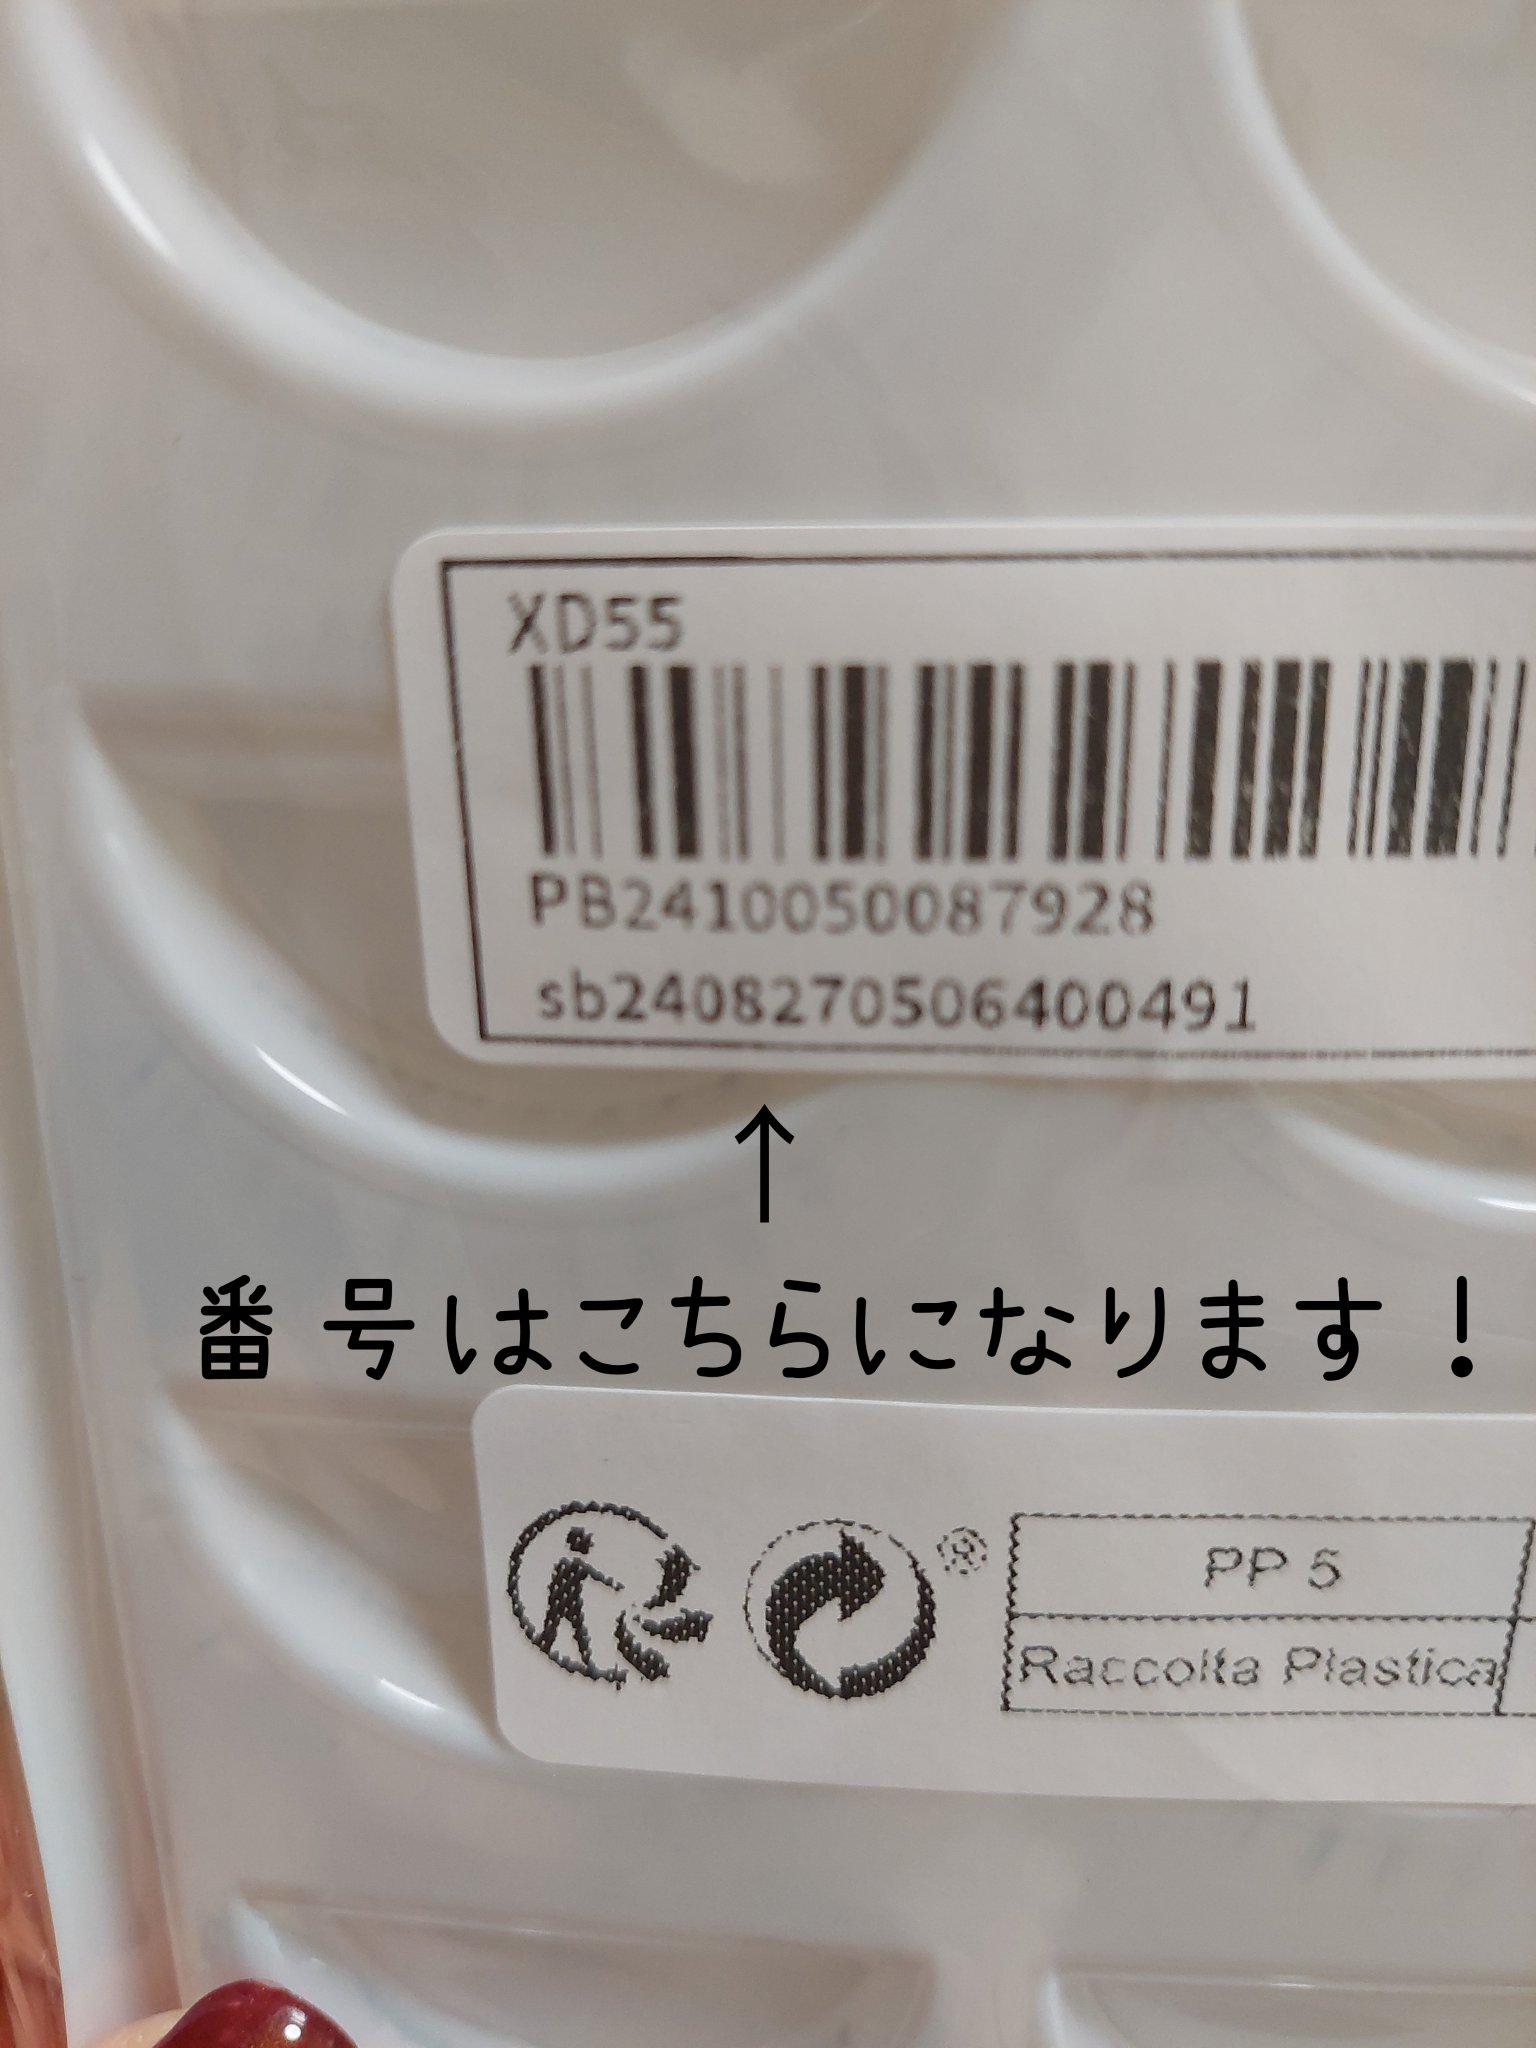 XD55
PB2410050087928
sb2408270506400491
↑
番号はこちらになります！
®
PP 5
Raccolta Plastica